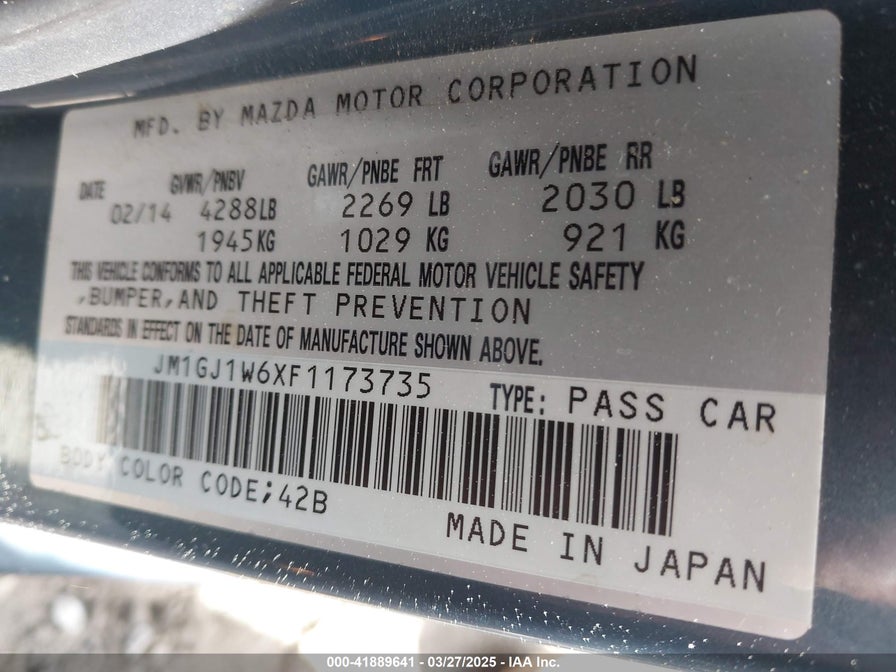 MFD. BY MAZDA MOTOR CORPORATION
DATE GVWR/PNBV GAWR/PNBE FRT GAWR/PNBE RR
02/14 4288LB 2269 LB 2030 LB
1945KG 1029 KG 921 KG
THIS VEHICLE CONFORMS TO ALL APPLICABLE FEDERAL MOTOR VEHICLE SAFETY
,BUMPER,AND THEFT PREVENTION
STANDARDS IN EFFECT ON THE DATE OF MANUFACTURE SHOWN ABOVE.
JM1GJ1W6XF1173735 TYPE: PASS CAR
BODY COLOR CODE;42B
MADE IN JAPAN
000-41889641 - 03/27/2025 - IAA Inc.